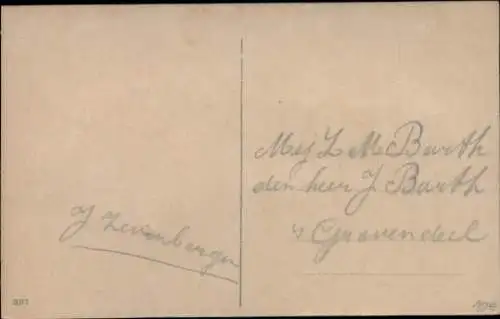 J Zevenbergen
Mej L M Barth
den heer J Barth
's Gravendeel